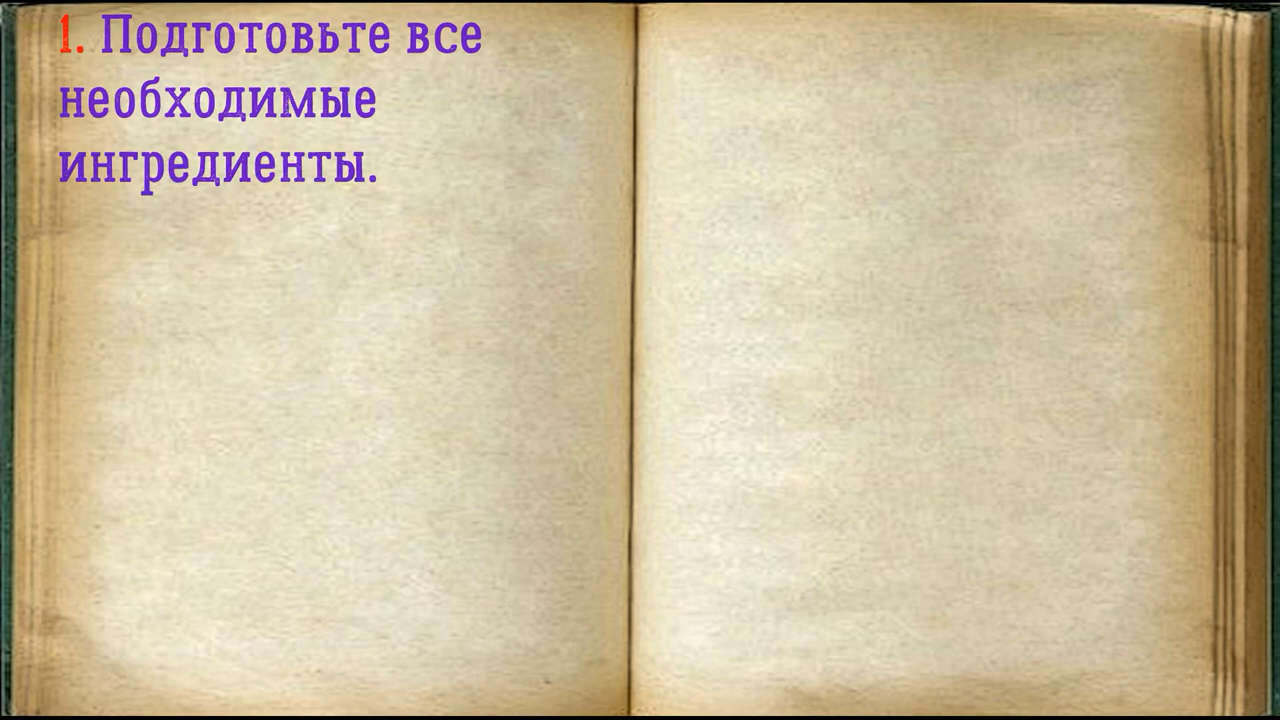 1. Подготовьте все
необходимые
ингредиенты.